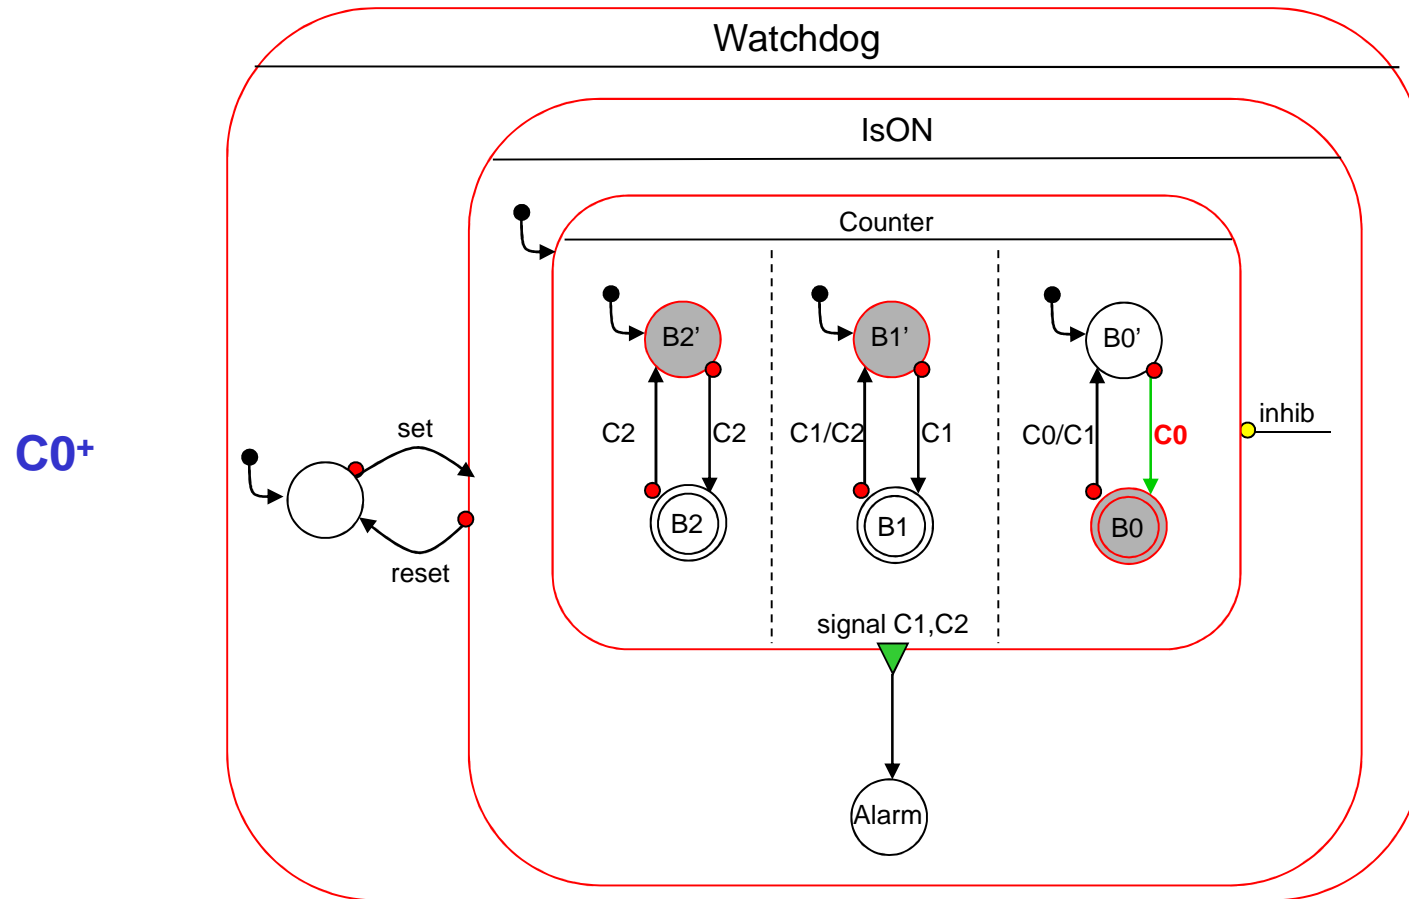 Watchdog
IsON
Counter
B2’
B1’
B0’
C0+
set
C2
C2
C1/C2
C1
C0/C1
C0
inhib
B2
B1
B0
reset
signal C1,C2
Alarm